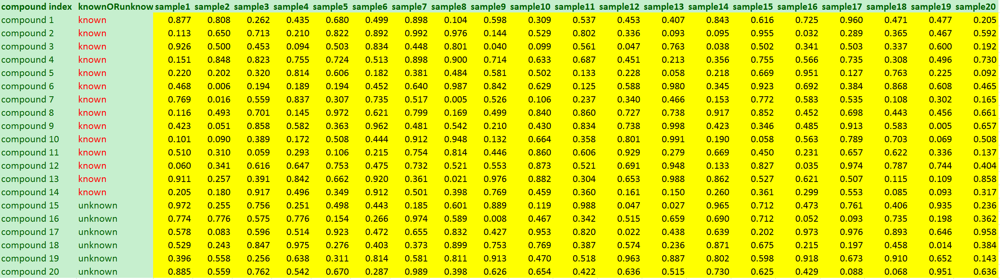 compound index knownORunknow sample1 sample2 sample3 sample4 sample5 sample6 sample7 sample8 sample9 sample10 sample11 sample12 sample13 sample14 sample15 sample16 sample17 sample18 sample19 sample20
compound 1 known 0.877 0.808 0.262 0.435 0.680 0.499 0.898 0.104 0.598 0.309 0.537 0.453 0.407 0.843 0.616 0.725 0.960 0.471 0.477 0.205
compound 2 known 0.113 0.650 0.713 0.210 0.822 0.892 0.992 0.976 0.144 0.529 0.802 0.336 0.093 0.095 0.955 0.032 0.289 0.365 0.467 0.592
compound 3 known 0.926 0.500 0.453 0.094 0.503 0.834 0.448 0.801 0.040 0.099 0.561 0.047 0.763 0.038 0.502 0.341 0.503 0.337 0.600 0.192
compound 4 known 0.151 0.848 0.823 0.755 0.724 0.513 0.898 0.900 0.714 0.633 0.687 0.451 0.213 0.356 0.755 0.566 0.735 0.308 0.496 0.730
compound 5 known 0.220 0.202 0.320 0.814 0.606 0.182 0.381 0.484 0.581 0.502 0.133 0.228 0.058 0.218 0.669 0.951 0.127 0.763 0.225 0.092
compound 6 known 0.468 0.006 0.194 0.189 0.194 0.452 0.640 0.987 0.842 0.629 0.125 0.588 0.980 0.345 0.923 0.692 0.384 0.868 0.608 0.465
compound 7 known 0.769 0.016 0.559 0.837 0.307 0.735 0.517 0.005 0.526 0.106 0.237 0.340 0.466 0.153 0.772 0.583 0.535 0.108 0.302 0.165
compound 8 known 0.116 0.493 0.701 0.145 0.972 0.621 0.799 0.169 0.499 0.840 0.860 0.727 0.738 0.917 0.852 0.452 0.698 0.443 0.456 0.661
compound 9 known 0.423 0.051 0.858 0.582 0.363 0.962 0.481 0.542 0.210 0.430 0.834 0.738 0.998 0.423 0.346 0.485 0.913 0.583 0.005 0.657
compound 10 known 0.101 0.090 0.389 0.172 0.508 0.444 0.912 0.948 0.132 0.664 0.358 0.801 0.991 0.190 0.058 0.563 0.789 0.703 0.069 0.508
compound 11 known 0.510 0.310 0.059 0.293 0.106 0.215 0.754 0.814 0.446 0.860 0.606 0.929 0.279 0.669 0.450 0.231 0.657 0.622 0.336 0.137
compound 12 known 0.060 0.341 0.616 0.647 0.753 0.475 0.732 0.521 0.553 0.873 0.521 0.691 0.948 0.133 0.827 0.035 0.974 0.787 0.744 0.404
compound 13 known 0.911 0.257 0.391 0.842 0.662 0.920 0.361 0.021 0.976 0.882 0.304 0.653 0.988 0.862 0.527 0.621 0.507 0.115 0.109 0.858
compound 14 known 0.205 0.180 0.917 0.496 0.349 0.912 0.501 0.398 0.769 0.459 0.360 0.161 0.150 0.260 0.361 0.299 0.553 0.085 0.093 0.317
compound 15 unknown 0.972 0.255 0.756 0.251 0.498 0.443 0.185 0.601 0.889 0.119 0.988 0.047 0.027 0.965 0.712 0.473 0.761 0.406 0.935 0.236
compound 16 unknown 0.774 0.776 0.575 0.776 0.154 0.266 0.974 0.589 0.008 0.467 0.342 0.515 0.659 0.690 0.712 0.052 0.093 0.735 0.198 0.362
compound 17 unknown 0.578 0.083 0.596 0.514 0.923 0.472 0.655 0.832 0.427 0.953 0.820 0.022 0.438 0.639 0.202 0.973 0.976 0.893 0.646 0.958
compound 18 unknown 0.529 0.243 0.847 0.975 0.276 0.403 0.373 0.899 0.753 0.769 0.387 0.574 0.236 0.871 0.675 0.215 0.197 0.458 0.014 0.384
compound 19 unknown 0.396 0.558 0.256 0.638 0.311 0.814 0.581 0.811 0.913 0.470 0.518 0.963 0.887 0.802 0.598 0.918 0.673 0.910 0.652 0.143
compound 20 unknown 0.885 0.559 0.762 0.542 0.670 0.287 0.989 0.398 0.626 0.654 0.422 0.636 0.515 0.730 0.625 0.429 0.088 0.068 0.951 0.636